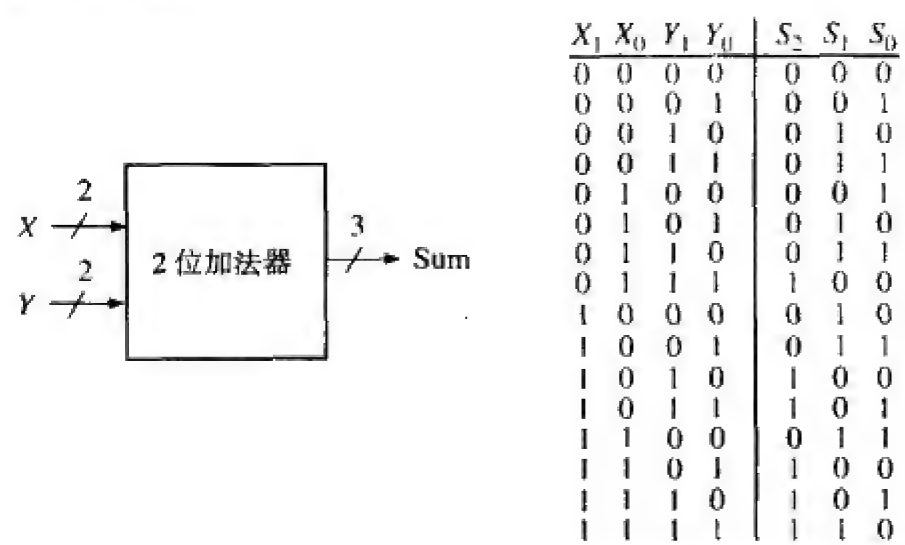 X 2
Y 2
2 位加法器
3 Sum
X₁ X₀ Y₁ Y₀ S₂ S₁ S₀
0 0 0 0 0 0 0
0 0 0 1 0 0 1
0 0 1 0 0 1 0
0 0 1 1 0 1 1
0 1 0 0 0 0 1
0 1 0 1 0 1 0
0 1 1 0 0 1 1
0 1 1 1 1 0 0
1 0 0 0 0 1 0
1 0 0 1 0 1 1
1 0 1 0 1 0 0
1 0 1 1 1 0 1
1 1 0 0 0 1 1
1 1 0 1 1 0 0
1 1 1 0 1 0 1
1 1 1 1 1 1 0